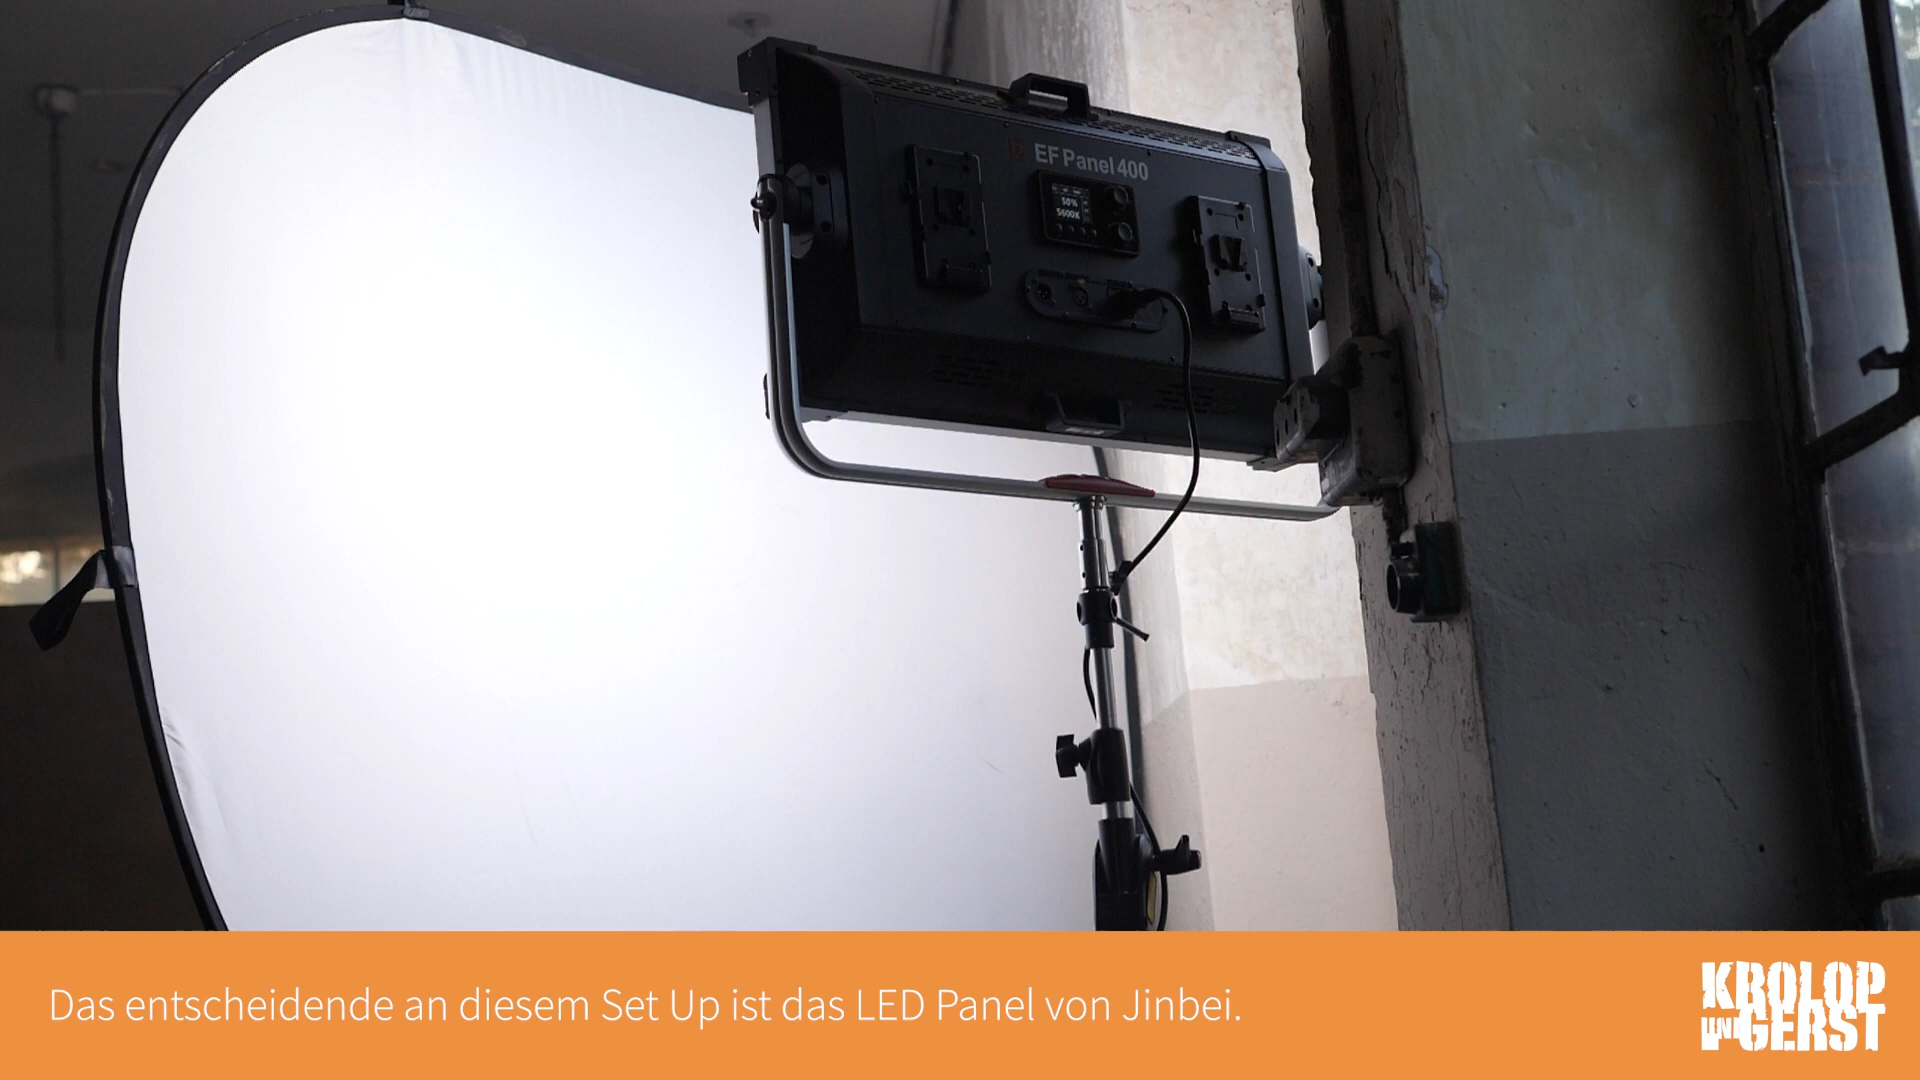 EF Panel 400
50%
5600K
Das entscheidende an diesem Set Up ist das LED Panel von Jinbei.
KROLOP
UND GERST